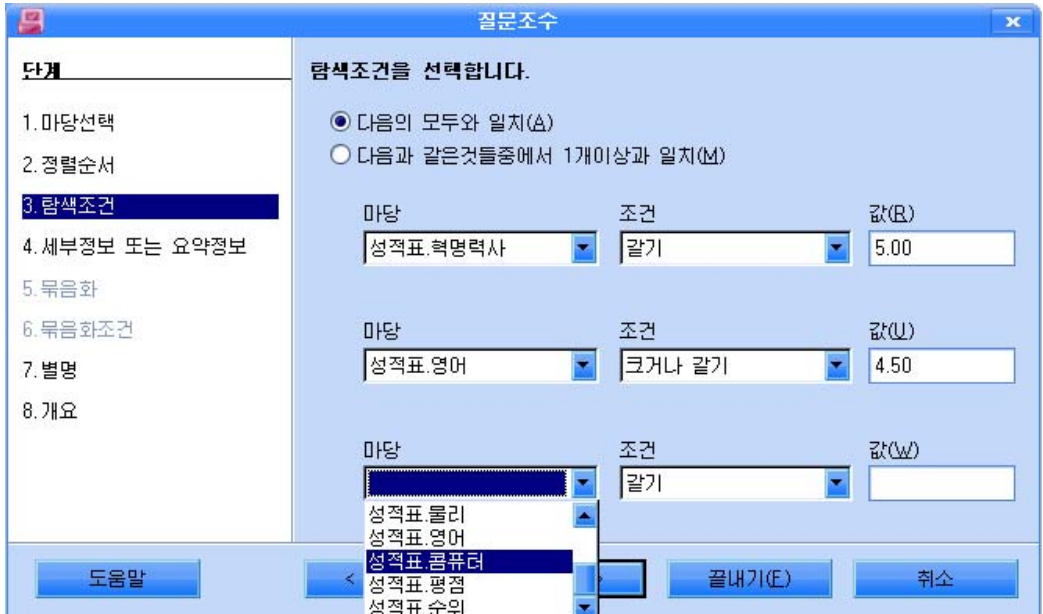 질문조수
단계
1.마당선택
2.정렬순서
3.탐색조건
4.세부정보 또는 요약정보
5.묶음화
6.묶음화조건
7.별명
8.개요
탐색조건을 선택합니다.
다음의 모두와 일치(A)
다음과 같은것들중에서 1개이상과 일치(M)
마당 조건 값(R)
성적표.혁명력사 같기 5.00
마당 조건 값(U)
성적표.영어 크거나 같기 4.50
마당 조건 값(W)
같기
성적표.물리
성적표.영어
성적표.콤퓨터
성적표.평점
성적표.순위
도움말 < 끝내기(F) 취소